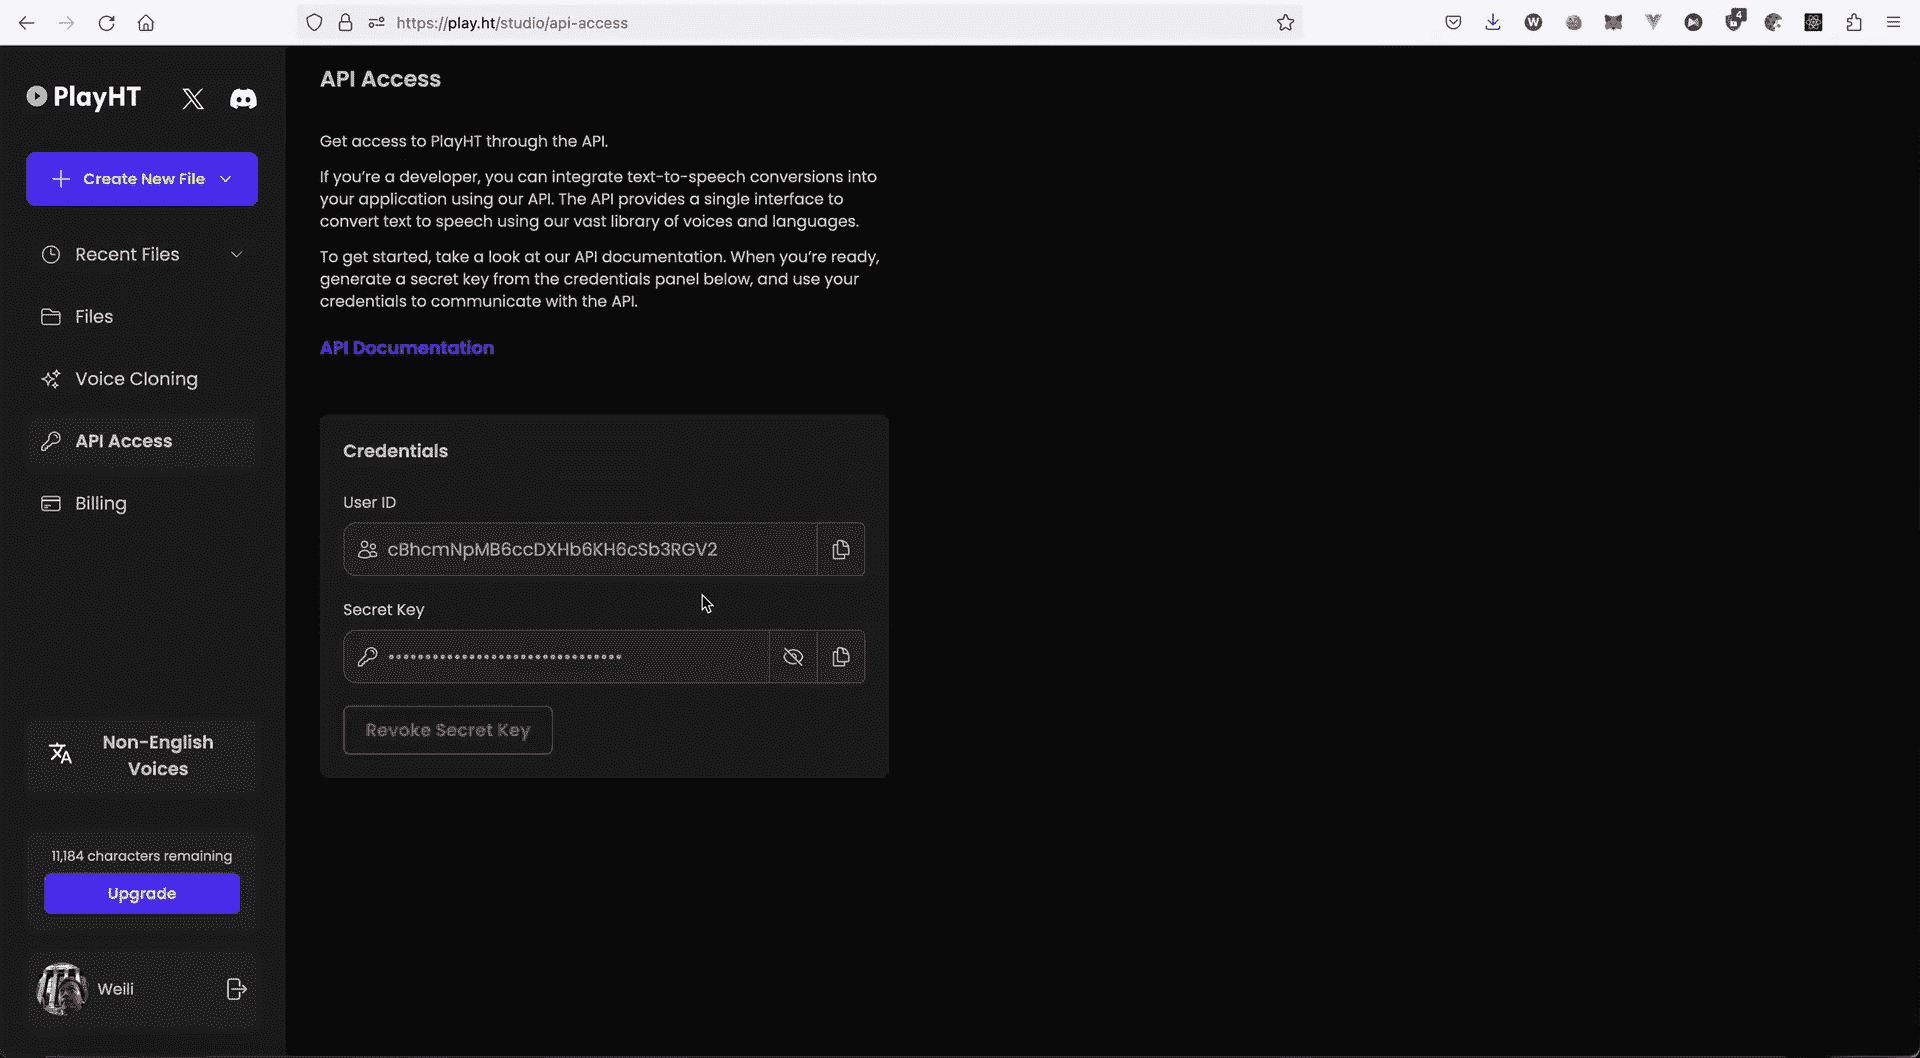 https://play.ht/studio/api-access
W
4
PlayHT
Create New File
Recent Files
Files
Voice Cloning
API Access
Billing
Non-English
Voices
11,184 characters remaining
Upgrade
Weili
API Access
Get access to PlayHT through the API.
If you're a developer, you can integrate text-to-speech conversions into
your application using our API. The API provides a single interface to
convert text to speech using our vast library of voices and languages.
To get started, take a look at our API documentation. When you're ready,
generate a secret key from the credentials panel below, and use your
credentials to communicate with the API.
API Documentation
Credentials
User ID
cBhcmNpMB6ccDXHb6KH6cSb3RGV2
Secret Key
Revoke Secret Key